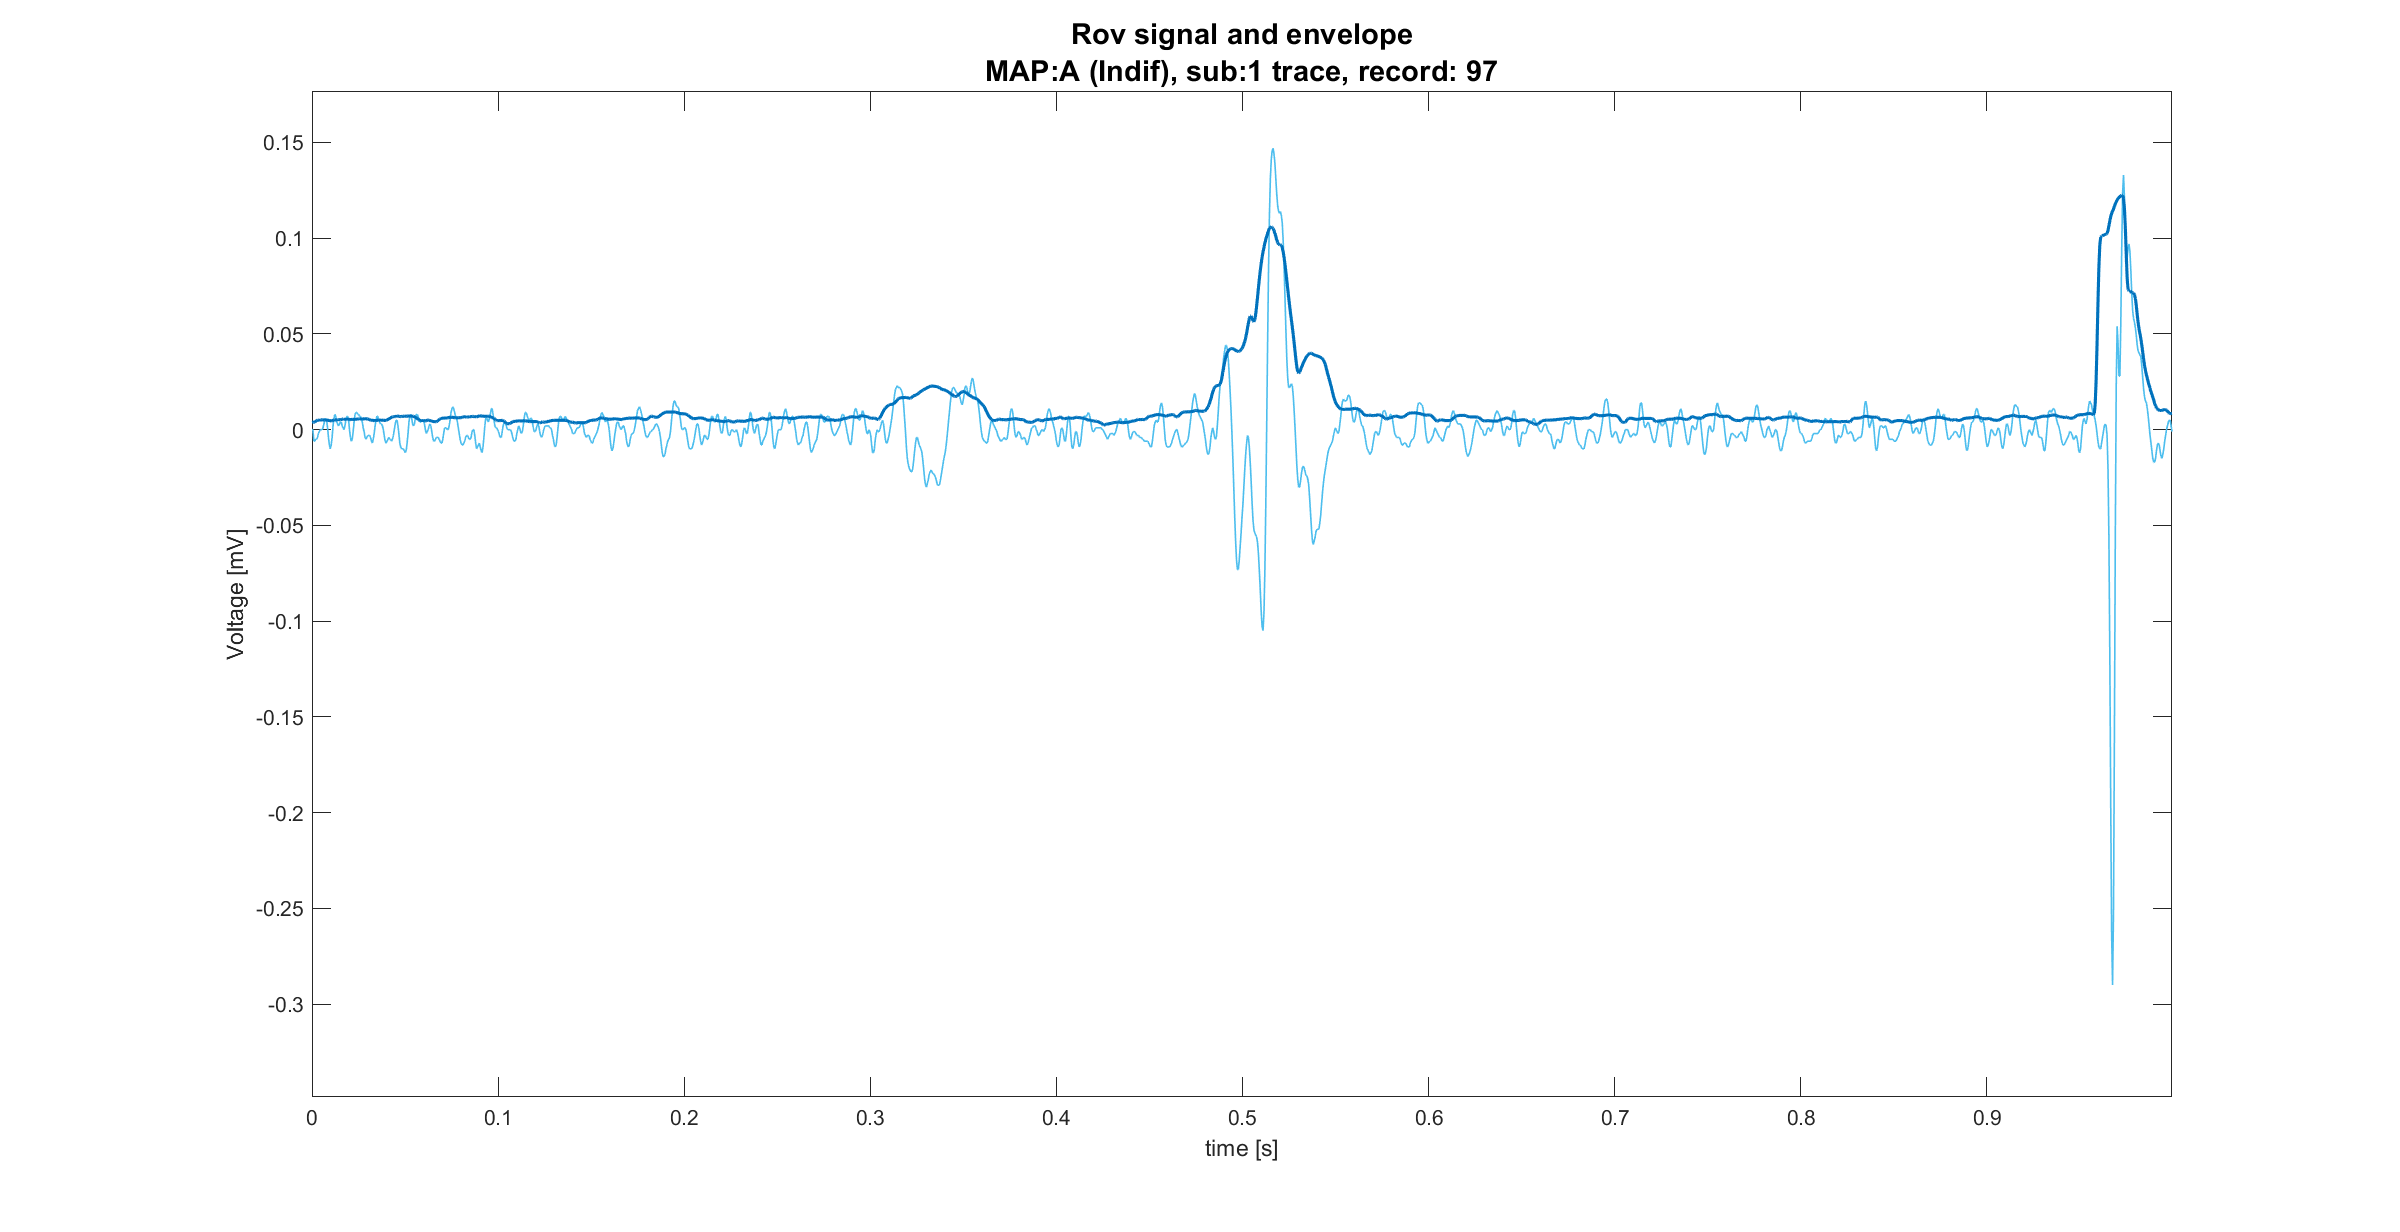 Rov signal and envelope
MAP:A (Indif), sub:1 trace, record: 97
0.15
0.1
0.05
0
-0.05
-0.1
-0.15
-0.2
-0.25
-0.3
Voltage [mV]
0 0.1 0.2 0.3 0.4 0.5 0.6 0.7 0.8 0.9
time [s]